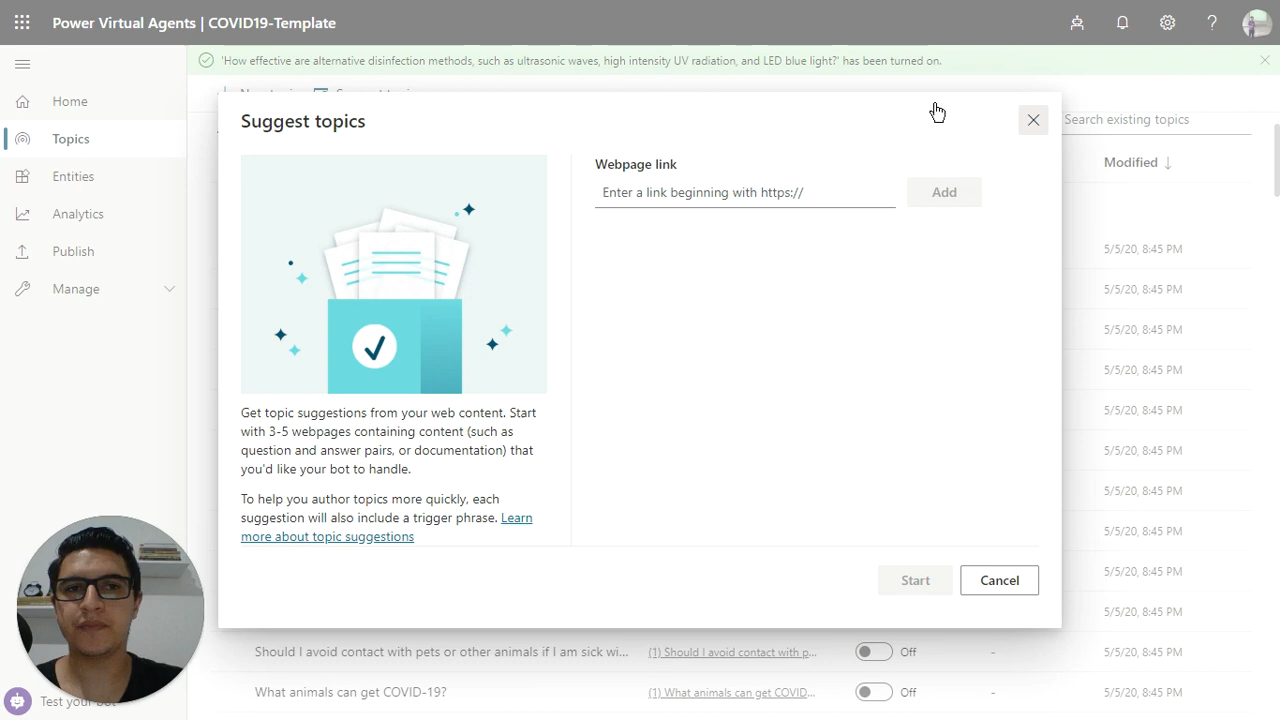 Power Virtual Agents | COVID19-Template
'How effective are alternative disinfection methods, such as ultrasonic waves, high intensity UV radiation, and LED blue light?' has been turned on.
Home
Topics
Entities
Analytics
Publish
Manage
Suggest topics
Search existing topics
Webpage link
Enter a link beginning with https://
Add
Modified ↓
5/5/20, 8:45 PM
5/5/20, 8:45 PM
5/5/20, 8:45 PM
5/5/20, 8:45 PM
5/5/20, 8:45 PM
5/5/20, 8:45 PM
5/5/20, 8:45 PM
5/5/20, 8:45 PM
5/5/20, 8:45 PM
5/5/20, 8:45 PM
Get topic suggestions from your web content. Start
with 3-5 webpages containing content (such as
question and answer pairs, or documentation) that
you'd like your bot to handle.
To help you author topics more quickly, each
suggestion will also include a trigger phrase. Learn
more about topic suggestions
Start
Cancel
Should I avoid contact with pets or other animals if I am sick wi...
(1) Should I avoid contact with p...
Off
-
5/5/20, 8:45 PM
What animals can get COVID-19?
(1) What animals can get COVID...
Off
-
5/5/20, 8:45 PM
Test your